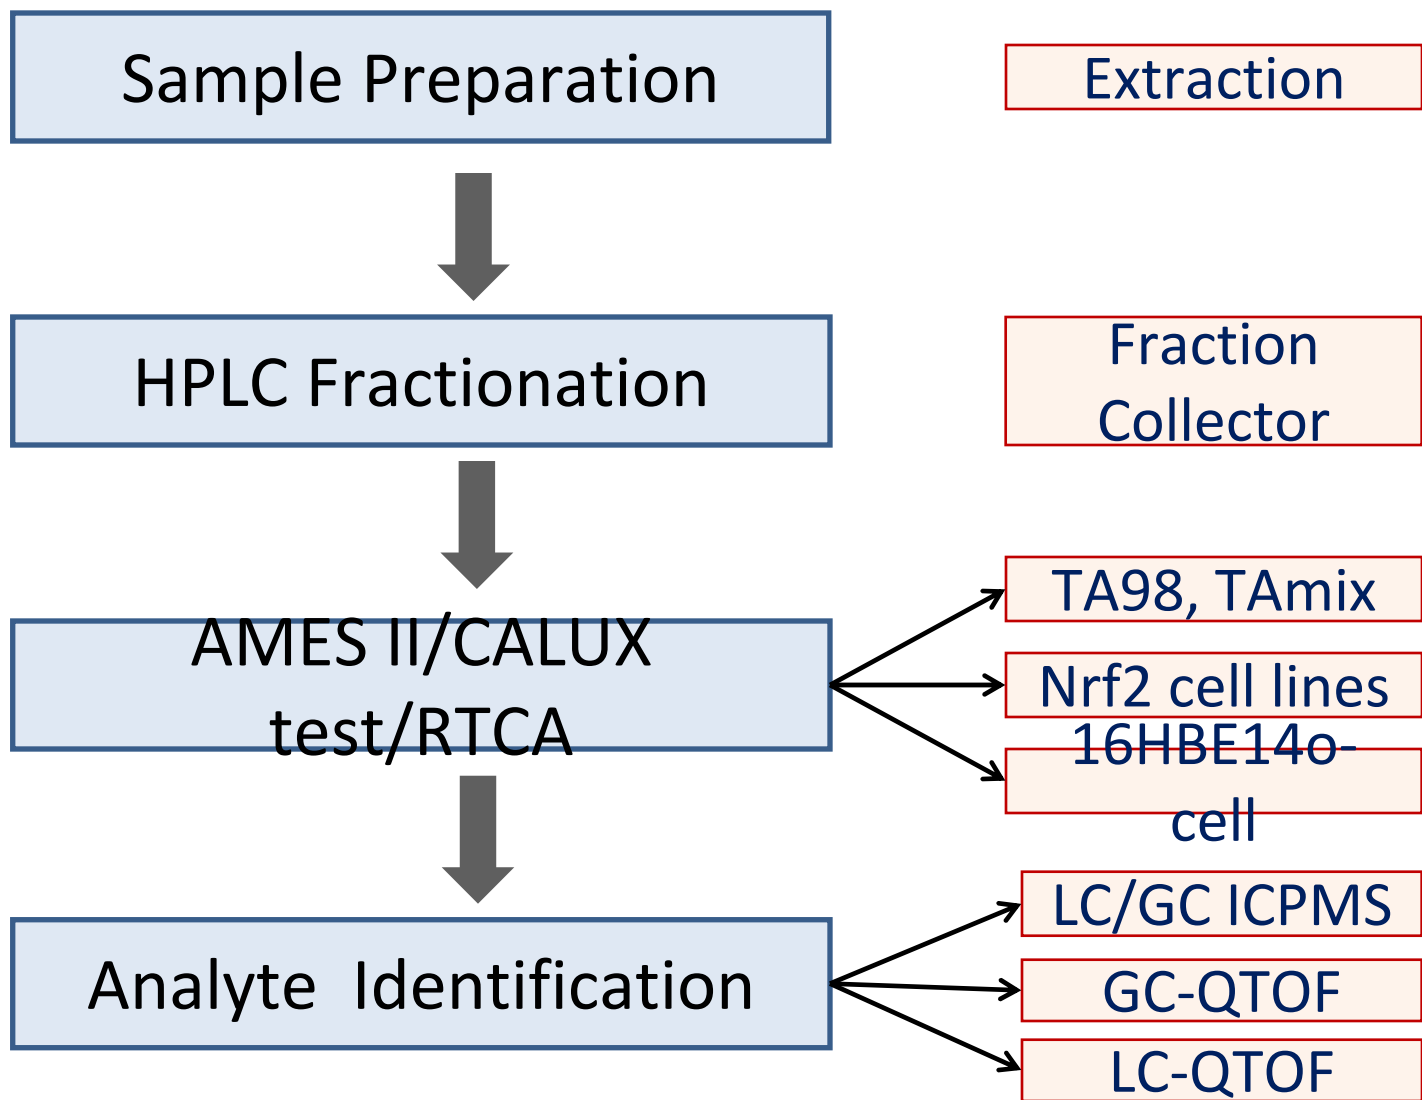 Sample Preparation
Extraction
HPLC Fractionation
Fraction
Collector
AMES II/CALUX
test/RTCA
TA98, TAmix
Nrf2 cell lines
16HBE14o-
cell
Analyte  Identification
LC/GC ICPMS
GC-QTOF
LC-QTOF